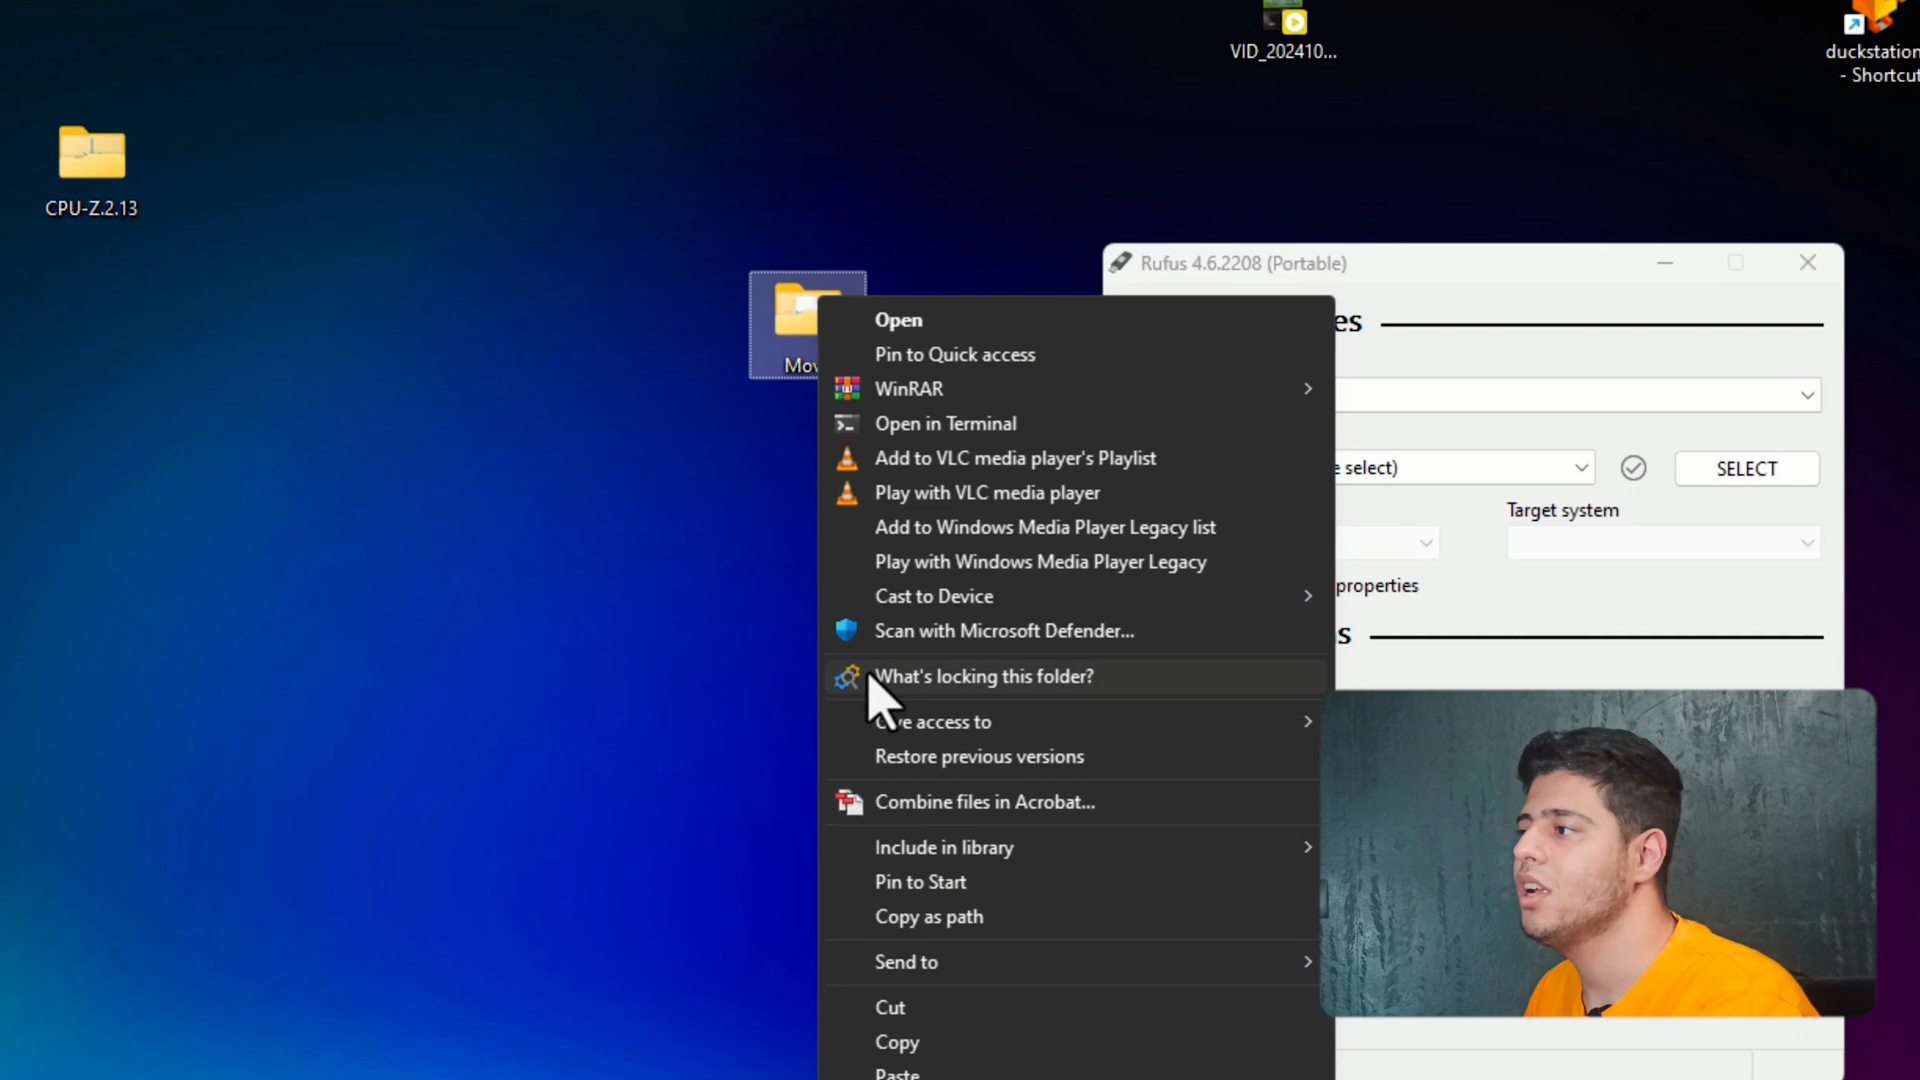 VID_202410...
duckstation
- Shortcut
CPU-Z.2.13
Rufus 4.6.2208 (Portable)
Mov
Open
Pin to Quick access
WinRAR
Open in Terminal
Add to VLC media player's Playlist
Play with VLC media player
Add to Windows Media Player Legacy list
Play with Windows Media Player Legacy
Cast to Device
Scan with Microsoft Defender...
What's locking this folder?
Give access to
Restore previous versions
Combine files in Acrobat...
Include in library
Pin to Start
Copy as path
Send to
Cut
Copy
Paste
es
e select)
SELECT
Target system
properties
s